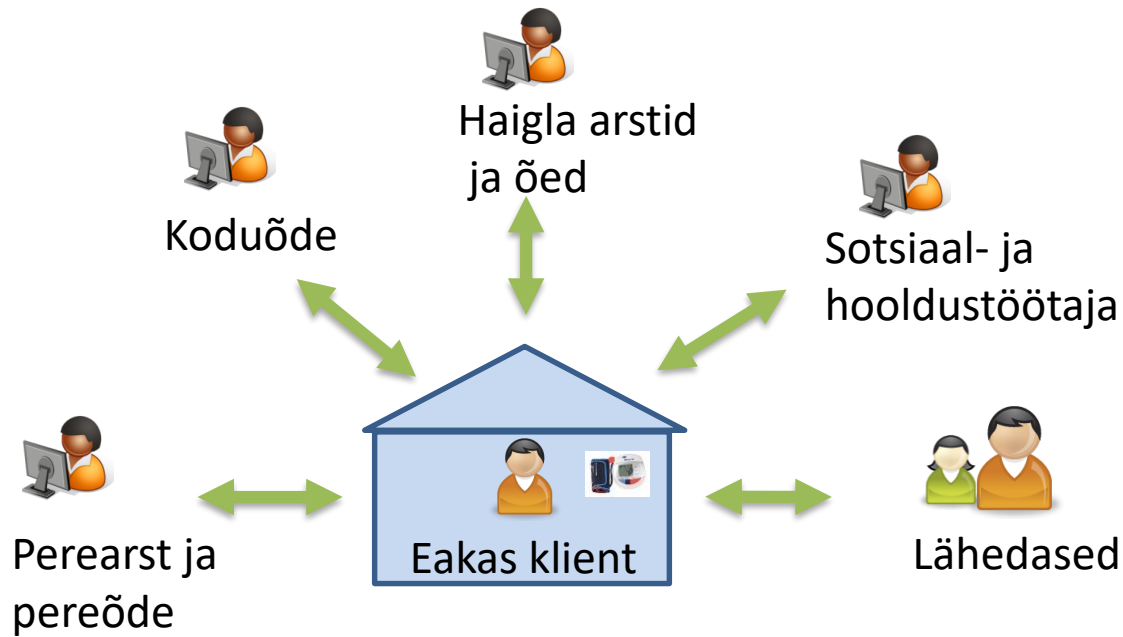 Haigla arstid
ja õed
Koduõde
Sotsiaal- ja
hooldustöötaja
Perearst ja
pereõde
Eakas klient
Lähedased